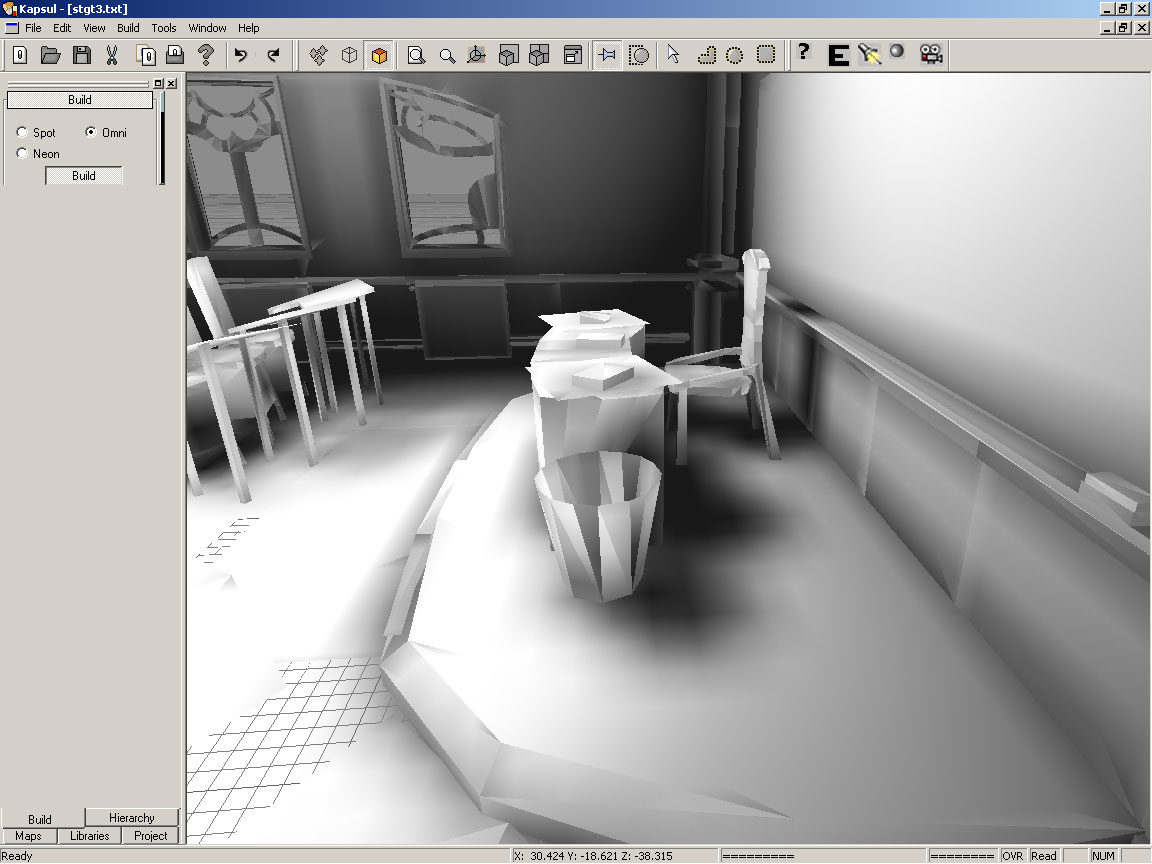 Kapsul - [stgt3.txt]
File Edit View Build Tools Window Help
? E
Build
Spot Omni
Neon
Build
Build Hierarchy
Maps Libraries Project
Ready X: 30.424 Y: -18.621 Z: -38.315 ========= ======== OVR Read NUM